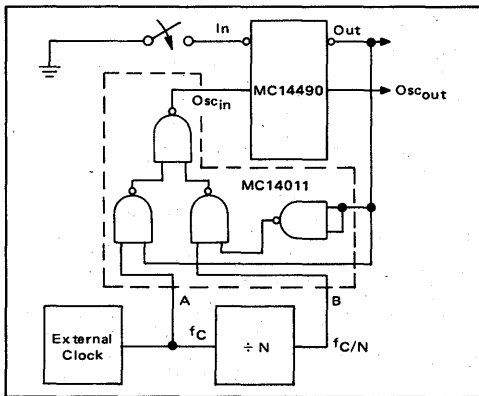 In
Out
MC14490
Osc_in
Osc_out
MC14011
A
B
External
Clock
f_C
÷ N
f_C/N